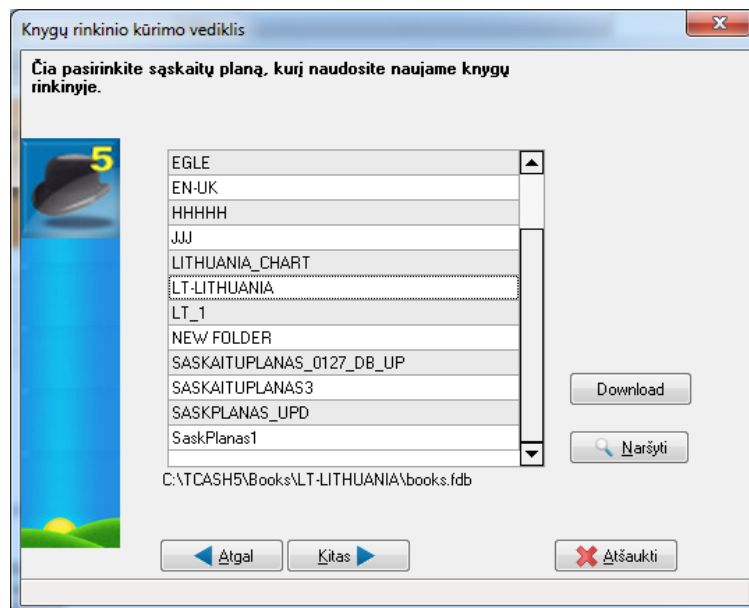 Knygų rinkinio kūrimo vediklis
Čia pasirinkite sąskaitų planą, kurį naudosite naujame knygų
rinkinyje.
5
EGLE
EN-UK
HHHHH
JJJ
LITHUANIA_CHART
LT-LITHUANIA
LT_1
NEW FOLDER
SASKAITUPLANAS_0127_DB_UP
SASKAITUPLANAS3
SASKPLANAS_UPD
SaskPlanas1
Download
Naršyti
C:\TCASH5\Books\LT-LITHUANIA\books.fdb
Atgal
Kitas
Atšaukti